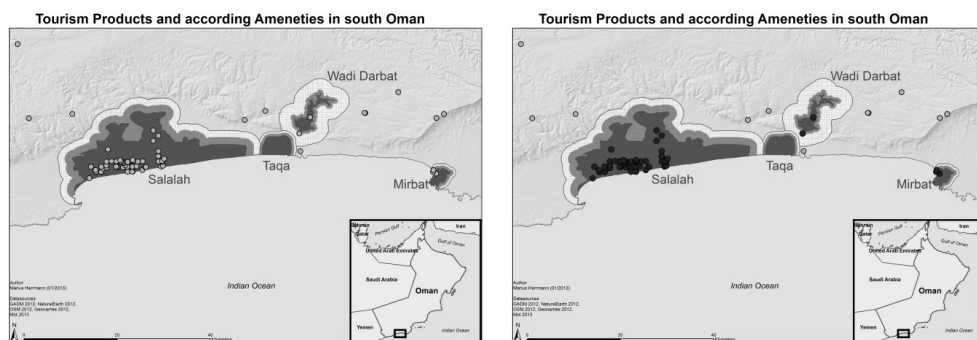 Tourism Products and according Ameneties in south Oman
Wadi Darbat
Salalah
Taqa
Mirbat
Bahrain
Qatar
Persian Gulf
Iran
Gulf of Oman
United Arab Emirates
Saudi Arabia
Oman
Yemen
Indian Ocean
Author
Marius Herrmann (01/2013)
Indian Ocean
Datasources
GADM 2012, NaturalEarth 2012,
OSM 2012, Geonames 2012,
MoI 2013
N
0 20 40
Tourism Products and according Ameneties in south Oman
Wadi Darbat
Salalah
Taqa
Mirbat
Bahrain
Qatar
Persian Gulf
Iran
Gulf of Oman
United Arab Emirates
Saudi Arabia
Oman
Yemen
Indian Ocean
Author
Marius Herrmann (01/2013)
Indian Ocean
Datasources
GADM 2012, NaturalEarth 2012,
OSM 2012, Geonames 2012,
MoI 2013
N
0 20 40